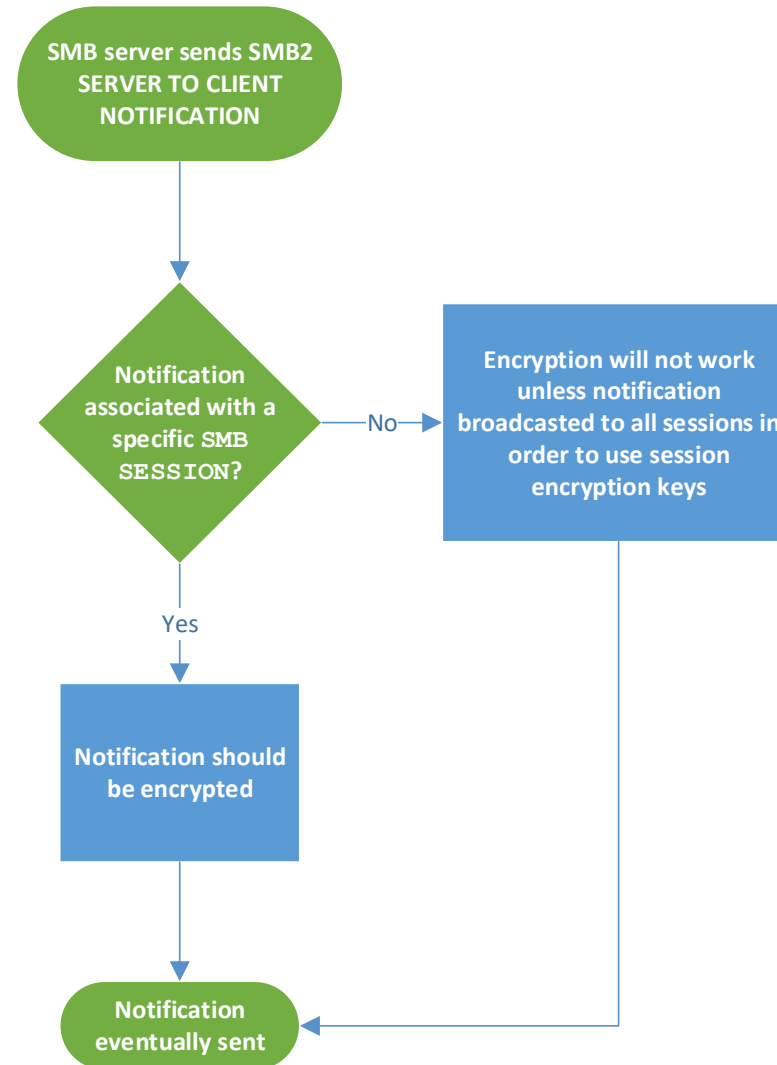 SMB server sends SMB2
SERVER TO CLIENT
NOTIFICATION
Notification
associated with a
specific SMB
SESSION?
No
Encryption will not work
unless notification
broadcasted to all sessions in
order to use session
encryption keys
Yes
Notification should
be encrypted
Notification
eventually sent